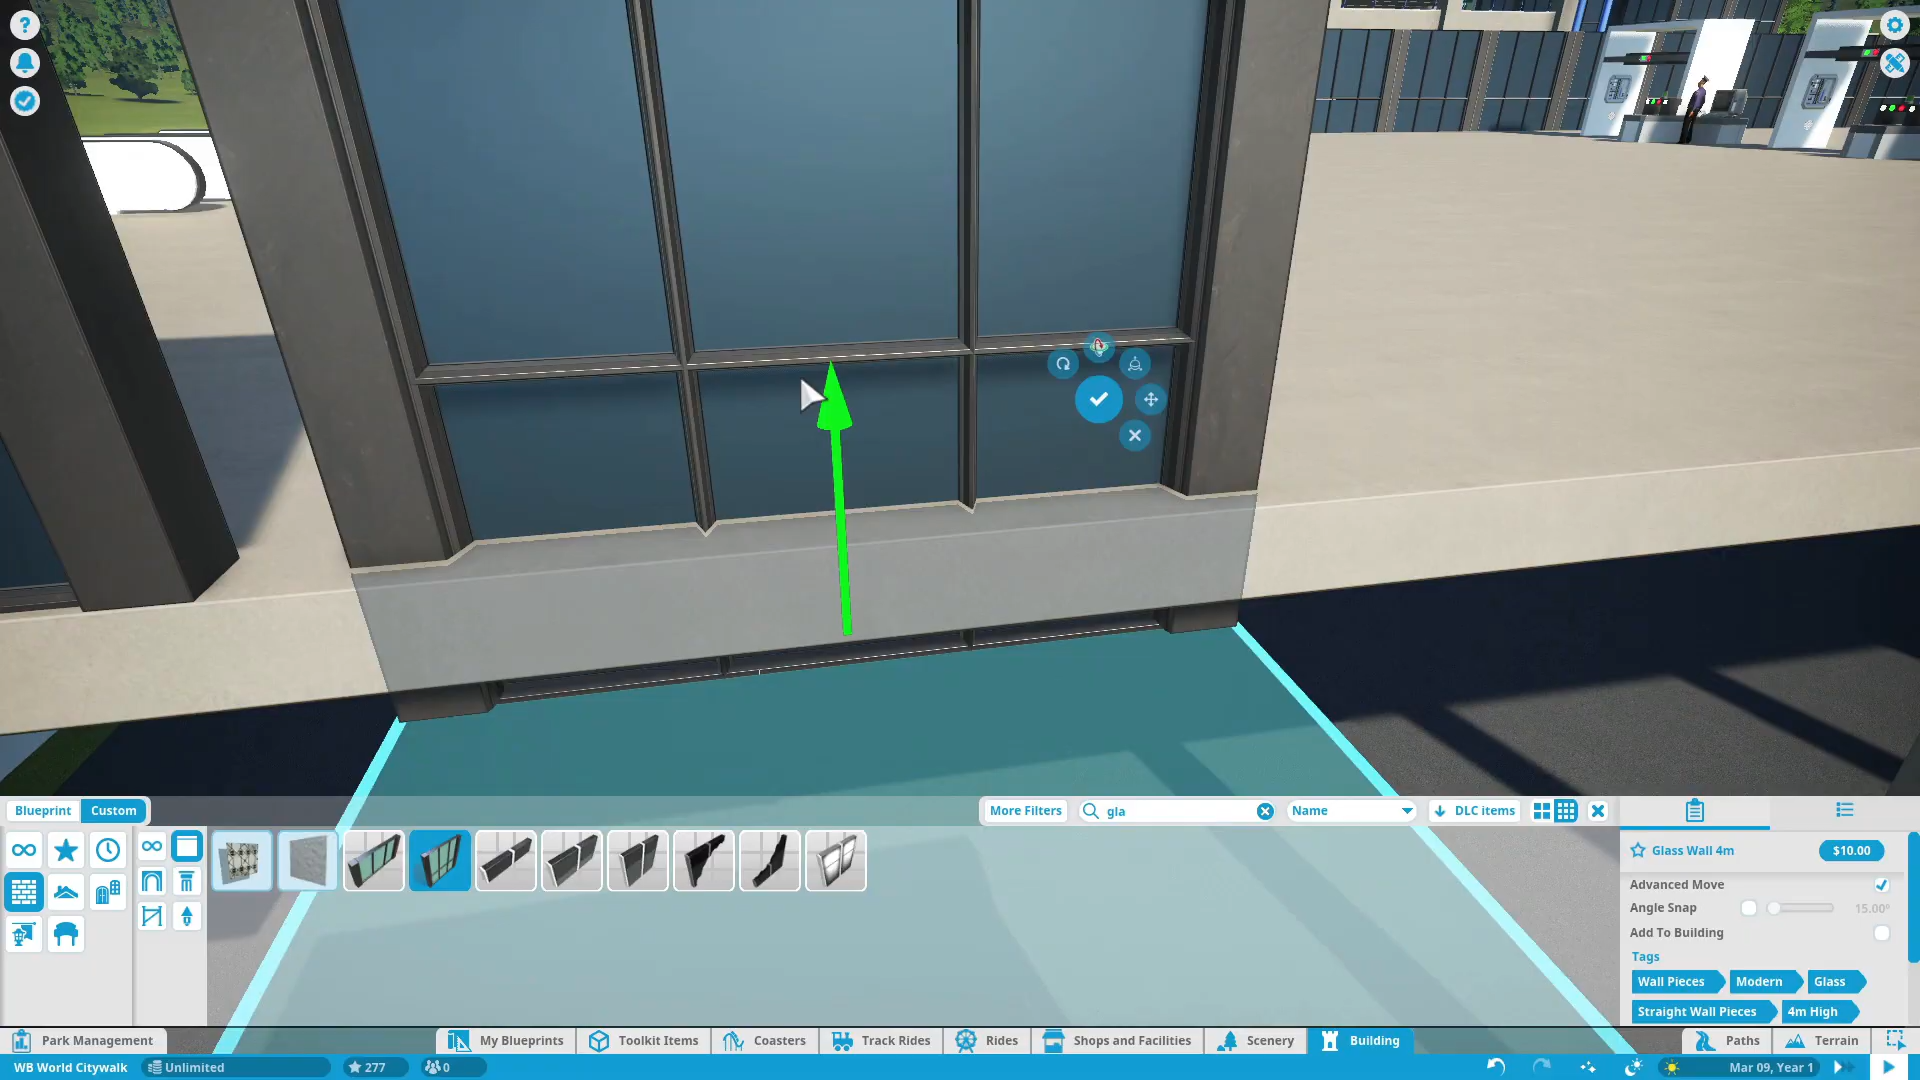 Blueprint
Custom
More Filters
gla
Name
DLC items
Glass Wall 4m
$10.00
Advanced Move
Angle Snap
15.00°
Add To Building
Tags
Wall Pieces
Modern
Glass
Straight Wall Pieces
4m High
Park Management
My Blueprints
Toolkit Items
Coasters
Track Rides
Rides
Shops and Facilities
Scenery
Building
Paths
Terrain
WB World Citywalk
Unlimited
277
0
Mar 09, Year 1